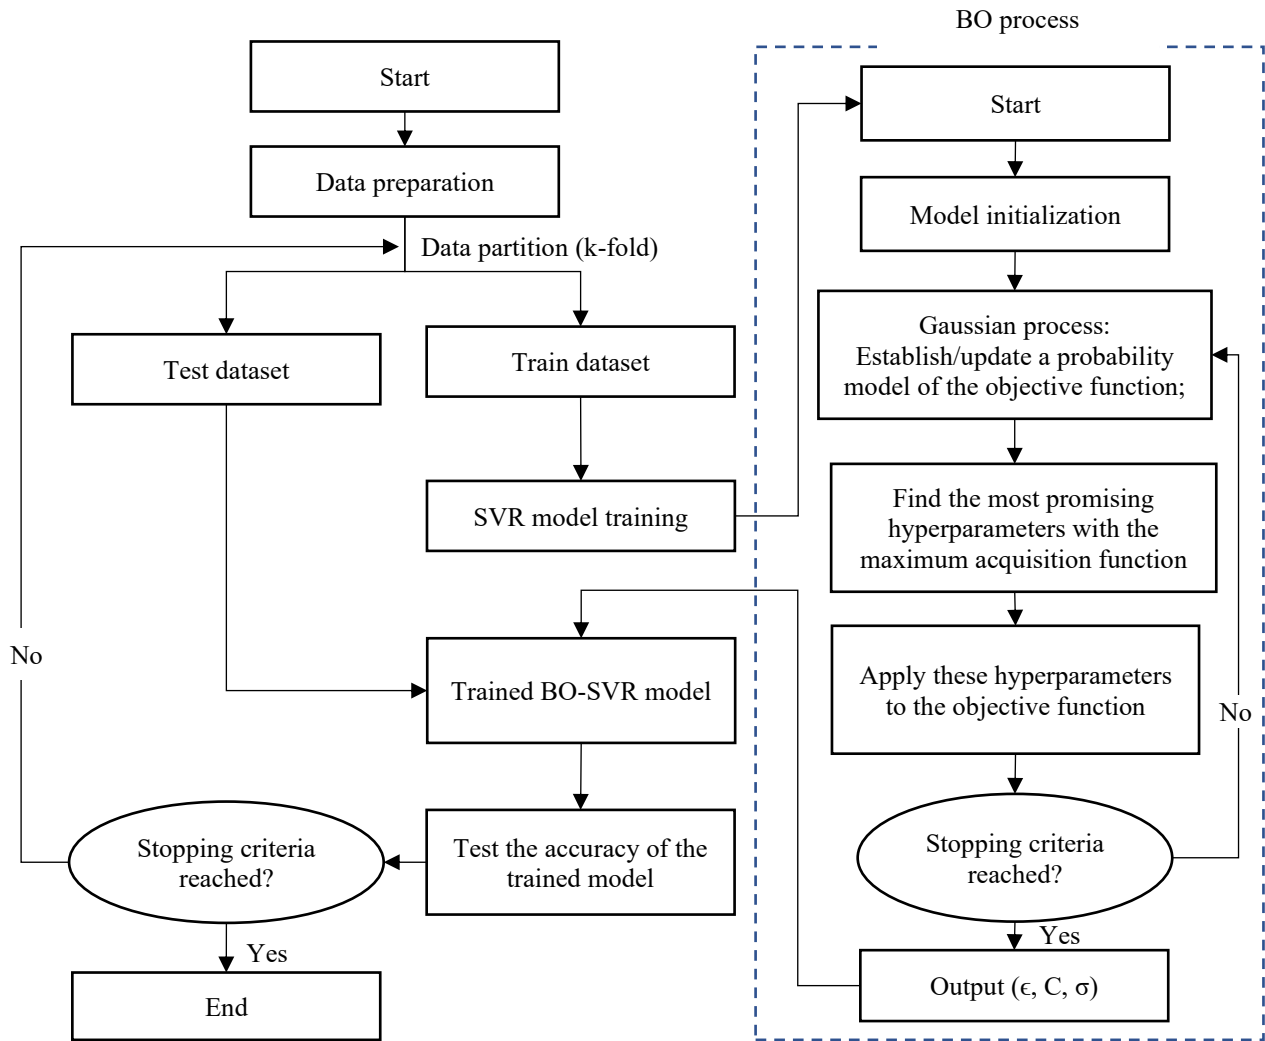 Start
Data preparation
Data partition (k-fold)
Test dataset
Train dataset
SVR model training
Trained BO-SVR model
Test the accuracy of the
trained model
Stopping criteria
reached?
No
Yes
End
BO process
Start
Model initialization
Gaussian process:
Establish/update a probability
model of the objective function;
Find the most promising
hyperparameters with the
maximum acquisition function
Apply these hyperparameters
to the objective function
No
Stopping criteria
reached?
Yes
Output (ϵ, C, σ)